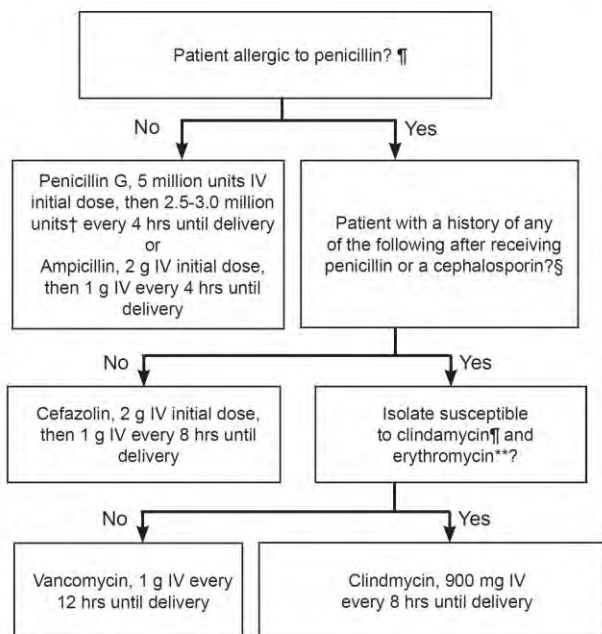 Patient allergic to penicillin? ¶
No
Yes
Penicillin G, 5 million units IV
initial dose, then 2.5-3.0 million
units† every 4 hrs until delivery
or
Ampicillin, 2 g IV initial dose,
then 1 g IV every 4 hrs until
delivery
Patient with a history of any
of the following after receiving
penicillin or a cephalosporin?§
No
Yes
Cefazolin, 2 g IV initial dose,
then 1 g IV every 8 hrs until
delivery
Isolate susceptible
to clindamycin¶ and
erythromycin**?
No
Yes
Vancomycin, 1 g IV every
12 hrs until delivery
Clindmycin, 900 mg IV
every 8 hrs until delivery